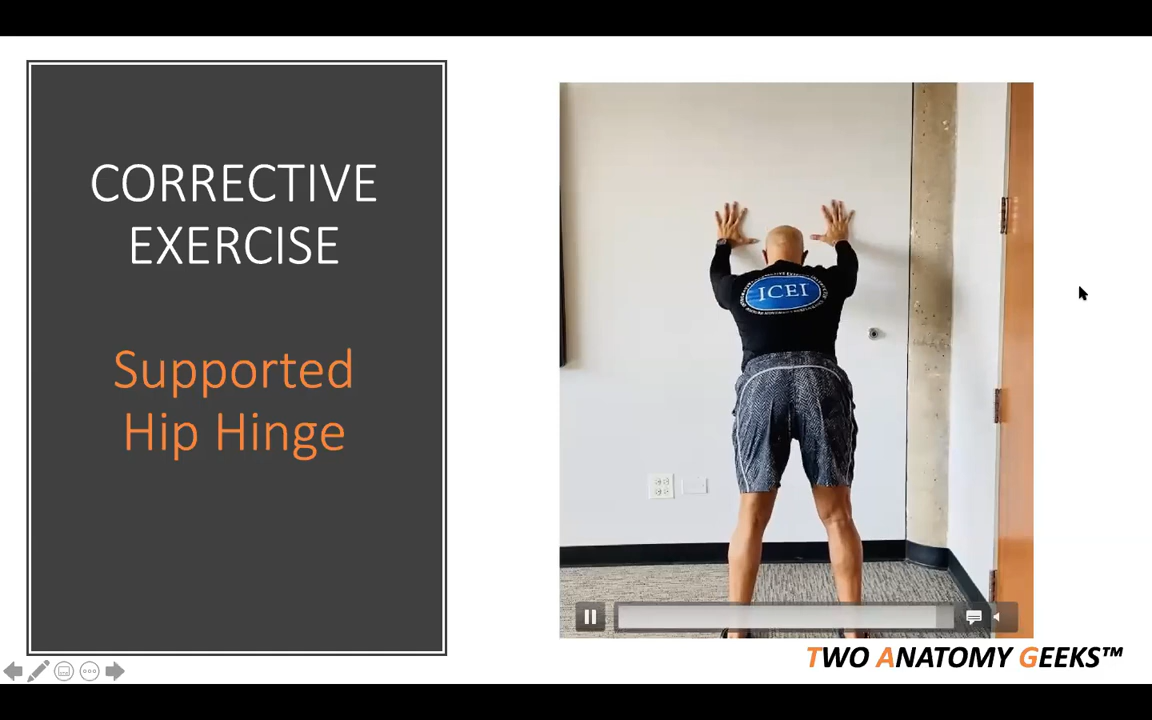 CORRECTIVE
EXERCISE
Supported
Hip Hinge
ICEI
TWO ANATOMY GEEKS™